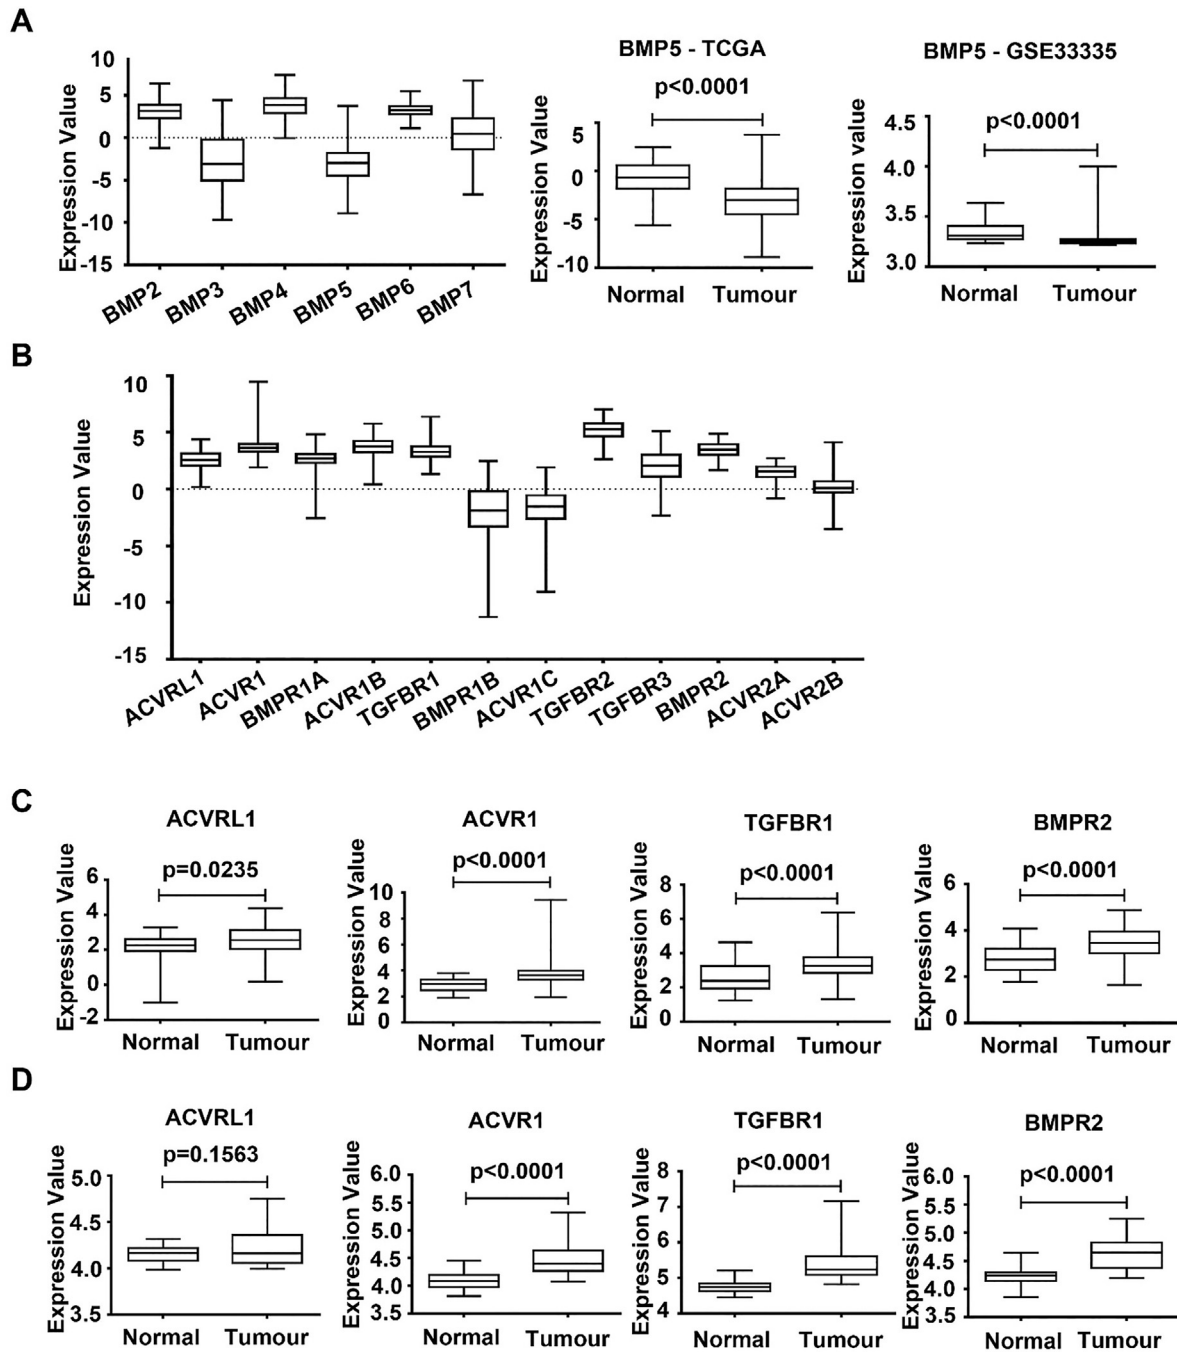 A
Expression Value
10
5
0
-5
-10
-15
BMP2
BMP3
BMP4
BMP5
BMP6
BMP7
BMP5 - TCGA
p<0.0001
Expression Value
5
0
-5
-10
Normal
Tumour
BMP5 - GSE33335
p<0.0001
Expression Value
4.5
4.0
3.5
3.0
Normal
Tumour
B
Expression Value
10
5
0
-5
-10
-15
ACVRL1
ACVR1
BMPR1A
ACVR1B
TGFBR1
BMPR1B
ACVR1C
TGFBR2
TGFBR3
BMPR2
ACVR2A
ACVR2B
C
ACVRL1
p=0.0235
Expression Value
6
4
2
0
-2
Normal
Tumour
ACVR1
p<0.0001
Expression Value
10
8
6
4
2
0
Normal
Tumour
TGFBR1
p<0.0001
Expression Value
8
6
4
2
0
Normal
Tumour
BMPR2
p<0.0001
Expression Value
6
4
2
0
Normal
Tumour
D
ACVRL1
p=0.1563
Expression Value
5.0
4.5
4.0
3.5
Normal
Tumour
ACVR1
p<0.0001
Expression Value
6.0
5.5
5.0
4.5
4.0
3.5
Normal
Tumour
TGFBR1
p<0.0001
Expression Value
8
7
6
5
4
Normal
Tumour
BMPR2
p<0.0001
Expression Value
6.0
5.5
5.0
4.5
4.0
3.5
Normal
Tumour